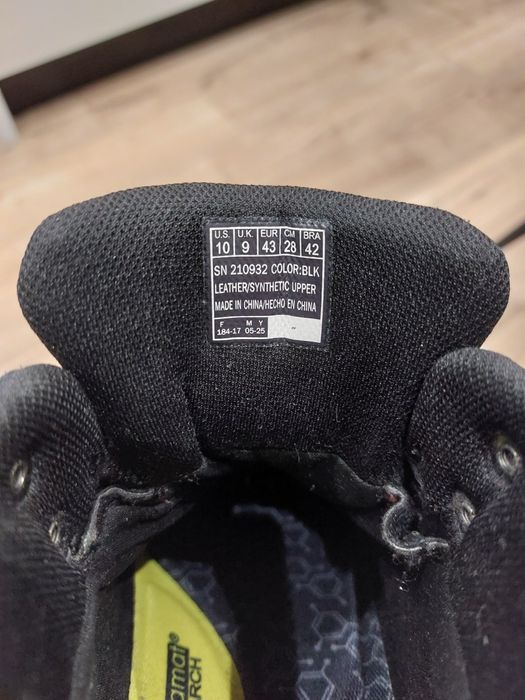 U.S. U.K. EUR CM BRA
10 9 43 28 42
SN 210932 COLOR:BLK
LEATHER/SYNTHETIC UPPER
MADE IN CHINA/HECHO EN CHINA
F M Y
184-17 05-25
RCH